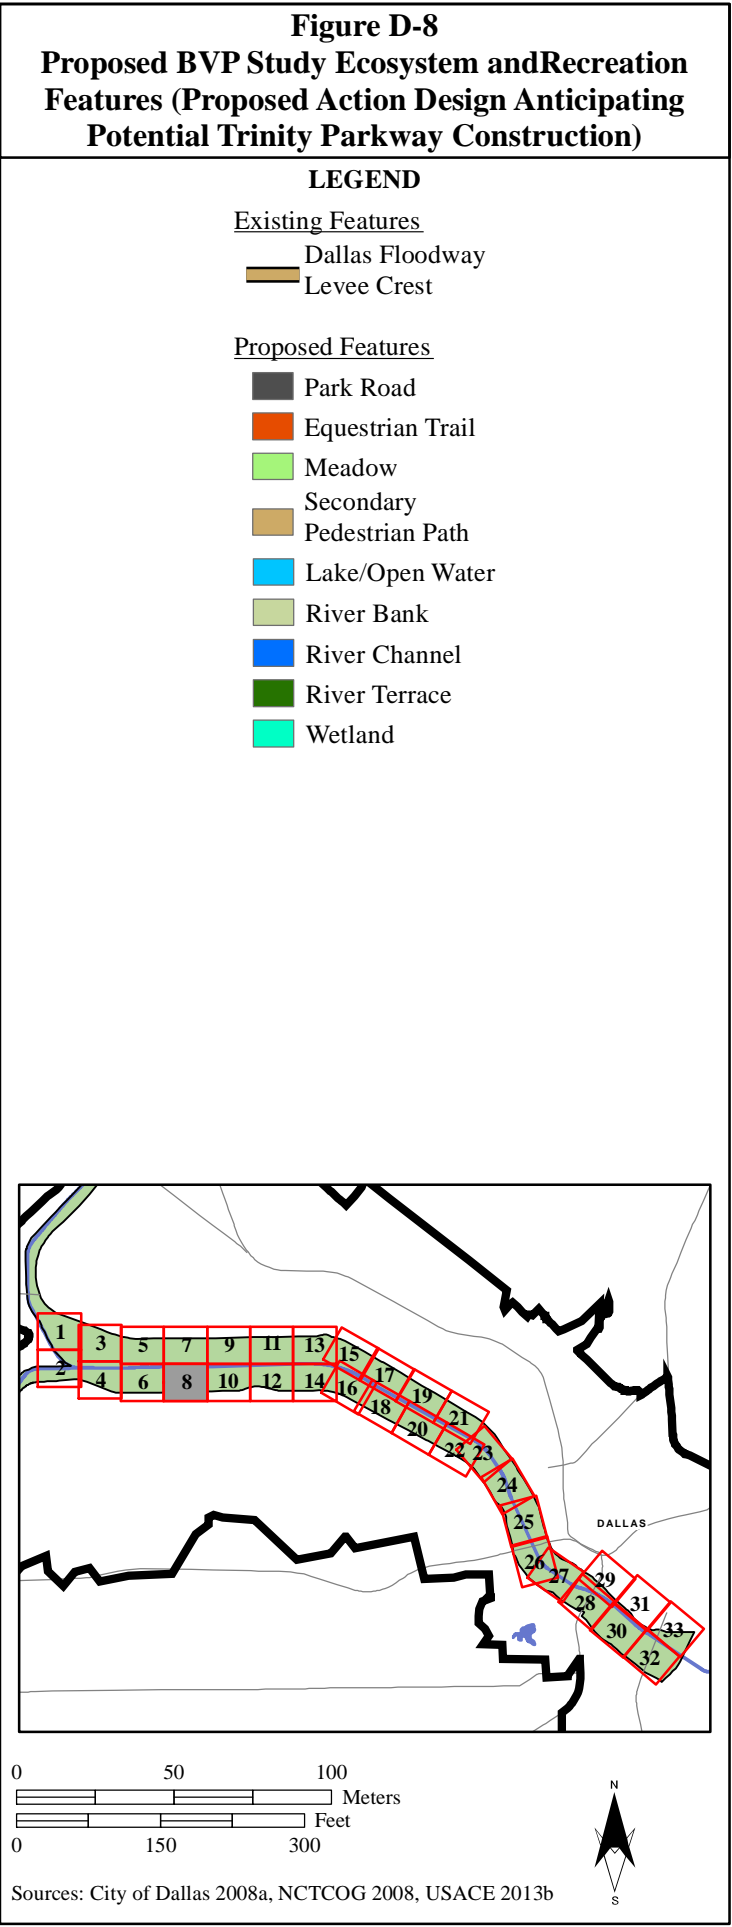 Figure D-8
Proposed BVP Study Ecosystem andRecreation
Features (Proposed Action Design Anticipating
Potential Trinity Parkway Construction)
LEGEND
Existing Features
Dallas Floodway
Levee Crest
Proposed Features
Park Road
Equestrian Trail
Meadow
Secondary
Pedestrian Path
Lake/Open Water
River Bank
River Channel
River Terrace
Wetland
1
2
3
4
5
6
7
8
9
10
11
12
13
14
15
16
17
18
19
20
21
22
23
24
25
26
27
28
29
30
31
32
33
DALLAS
0 50 100
Meters
Feet
0 150 300
N
S
Sources: City of Dallas 2008a, NCTCOG 2008, USACE 2013b